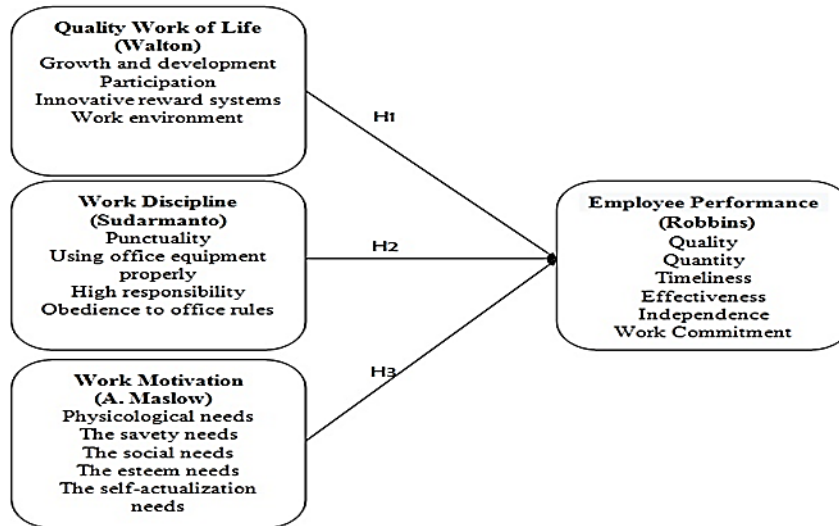 Quality Work of Life
(Walton)
Growth and development
Participation
Innovative reward systems
Work environment
H1
Work Discipline
(Sudarmanto)
Punctuality
Using office equipment
properly
High responsibility
Obedience to office rules
H2
Employee Performance
(Robbins)
Quality
Quantity
Timeliness
Effectiveness
Independence
Work Commitment
H3
Work Motivation
(A. Maslow)
Physicological needs
The savety needs
The social needs
The esteem needs
The self-actualization
needs